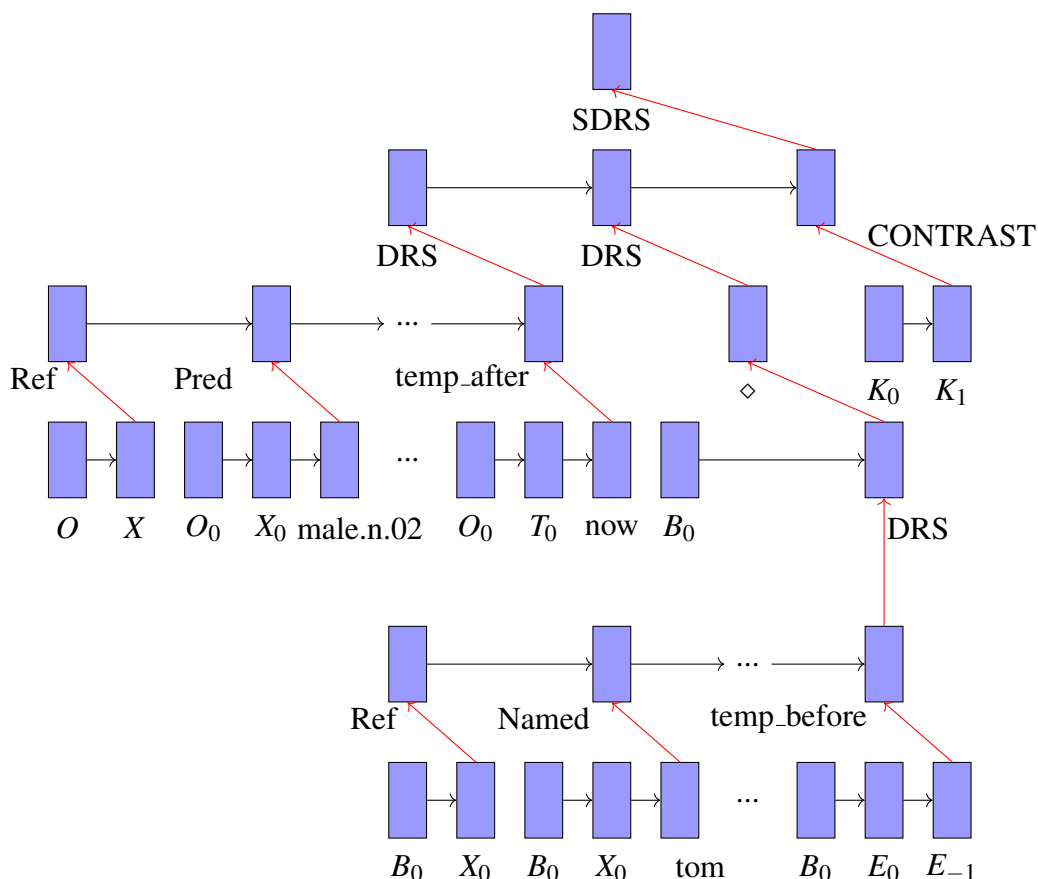 SDRS
DRS DRS CONTRAST
Ref Pred ... temp_after ◇ K₀ K₁
O X O₀ X₀ male.n.02 ... O₀ T₀ now B₀ DRS
Ref Named ... temp_before
B₀ X₀ B₀ X₀ tom ... B₀ E₀ E₋₁